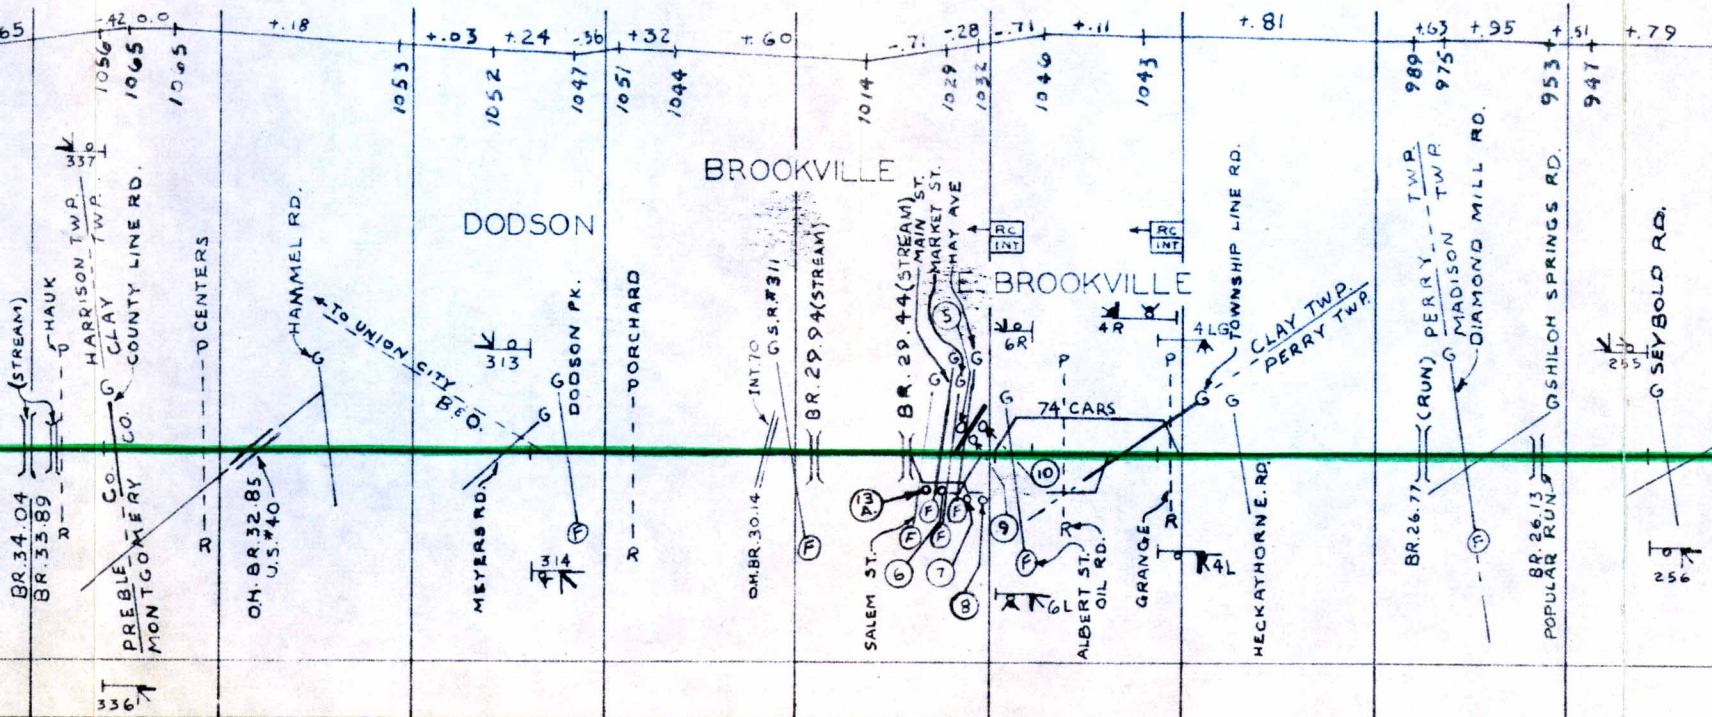 65 -.42 0.0 +.18 +.03 +.24 -.36 +.32 +.60 -.71 -.28 -.71 +.11 +.81 +.63 +.95 +.51 +.79
1056 1065 1065 1053 1052 1047 1051 1044 1014 1029 1032 1046 1043 989 975 953 947
BROOKVILLE
DODSON
E. BROOKVILLE
(STREAM)
HAUK
337
HARRISON TWP.
CLAY TWP.
COUNTY LINE RD.
P CENTERS
HAMMEL RD.
TO UNION CITY
B.&O.
313
DODSON PK.
P ORCHARD
INT. 70
G S.R.#311
BR. 29.94 (STREAM)
BR. 29.44 (STREAM)
MAIN ST.
MARKET ST.
HAY AVE
5
RC
INT
RC
INT
6R
4R
4LG
TOWNSHIP LINE RD.
CLAY TWP.
PERRY TWP.
74 CARS
(RUN)
PERRY TWP.
MADISON TWP.
DIAMOND MILL RD.
G SHILOH SPRINGS RD.
255
G SEYBOLD RD.
BR. 34.04
BR. 33.89
R
PREBLE CO.
MONTGOMERY CO.
336
R
O.H. BR. 32.85
U.S. #40
MEYERS RD.
314
F
R
O.H. BR. 30.14
F
13
P.
SALEM ST.
F
F
F
F
6
7
8
9
10
F
6L
R
ALBERT ST.
OIL RD.
GRANGE
R
4L
HECKATHORNE RD.
BR. 26.77
F
BR. 26.13
POPULAR RUN
256